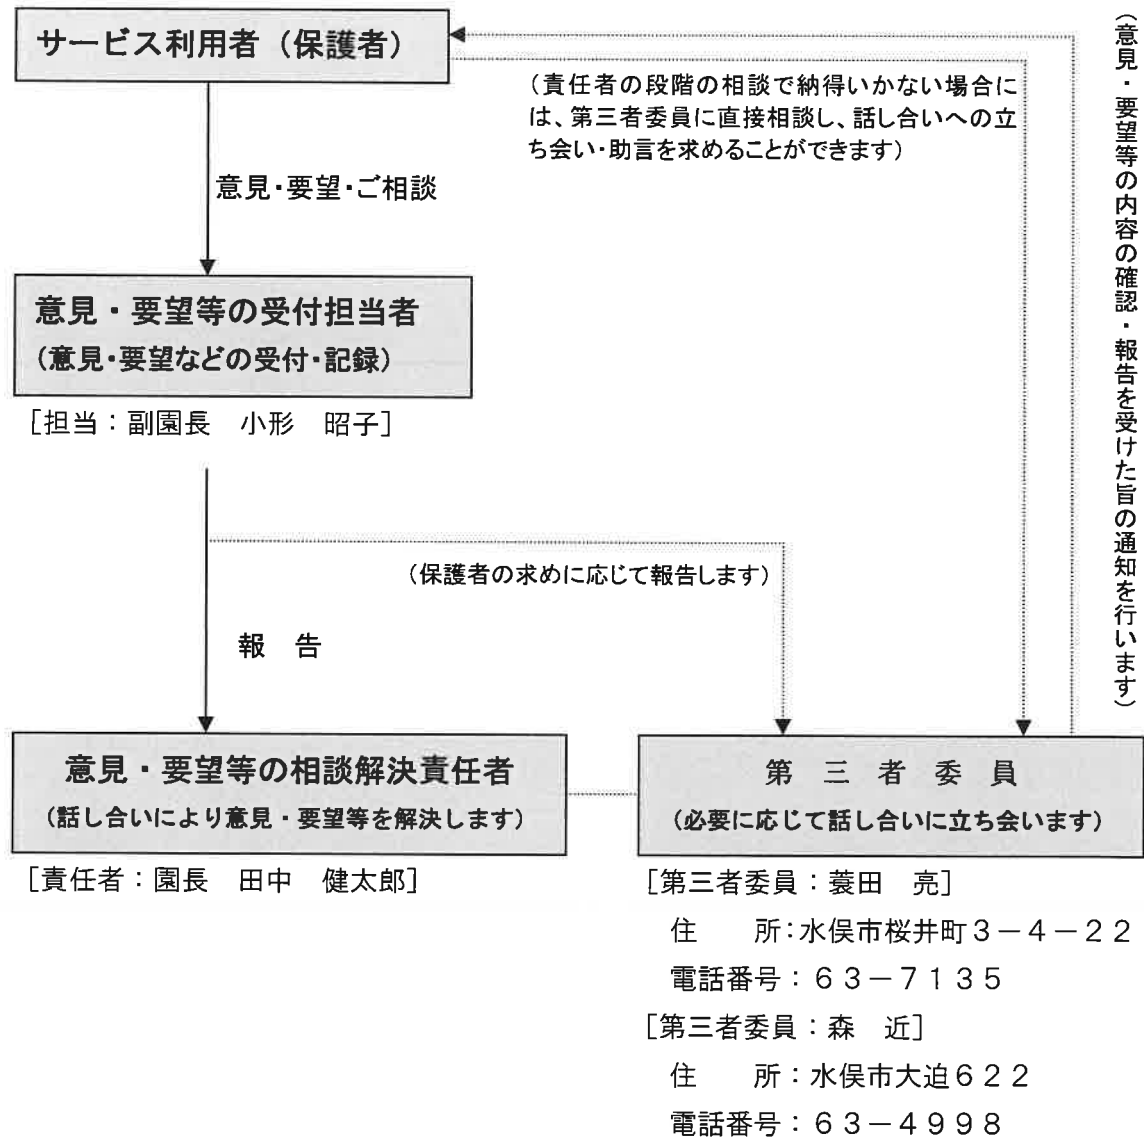 サービス利用者（保護者）
（責任者の段階の相談で納得いかない場合に
は、第三者委員に直接相談し、話し合いへの立
ち会い・助言を求めることができます）
（意見・要望等の内容の確認・報告を受けた旨の通知を行います）
意見・要望・ご相談
意見・要望等の受付担当者
（意見・要望などの受付・記録）
［担当：副園長　小形　昭子］
（保護者の求めに応じて報告します）
報　告
意見・要望等の相談解決責任者
（話し合いにより意見・要望等を解決します）
［責任者：園長　田中　健太郎］
第　三　者　委　員
（必要に応じて話し合いに立ち会います）
［第三者委員：蓑田　亮］
住　　所：水俣市桜井町３－４－２２
電話番号：６３－７１３５
［第三者委員：森　近］
住　　所：水俣市大迫６２２
電話番号：６３－４９９８